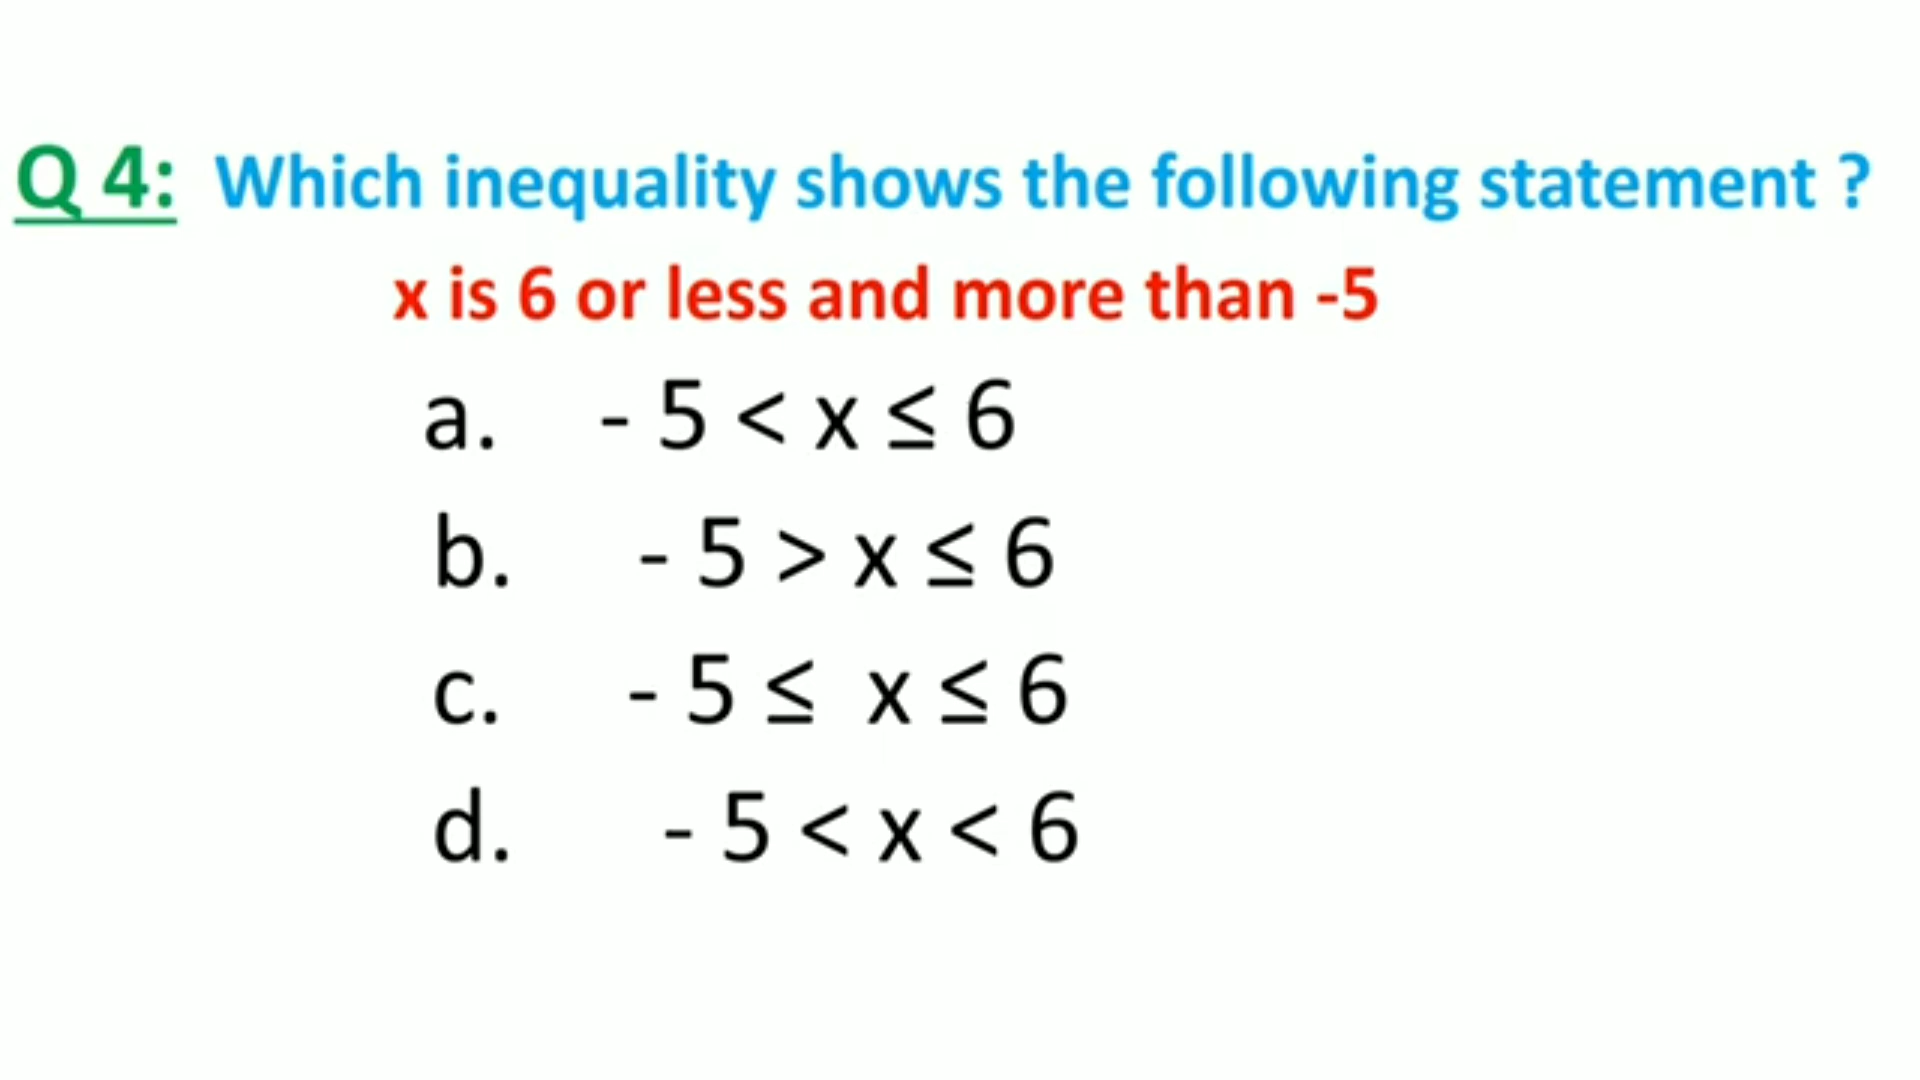 Q 4: Which inequality shows the following statement ?
x is 6 or less and more than -5
a. - 5 < x ≤ 6
b. - 5 > x ≤ 6
c. - 5 ≤ x ≤ 6
d. - 5 < x < 6